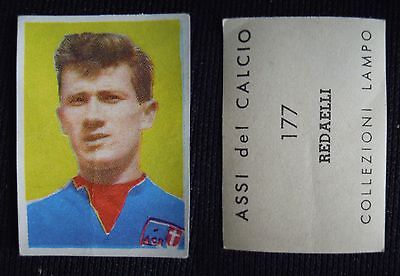 ASSI del CALCIO
177
REDAELLI
COLLEZIONI LAMPO